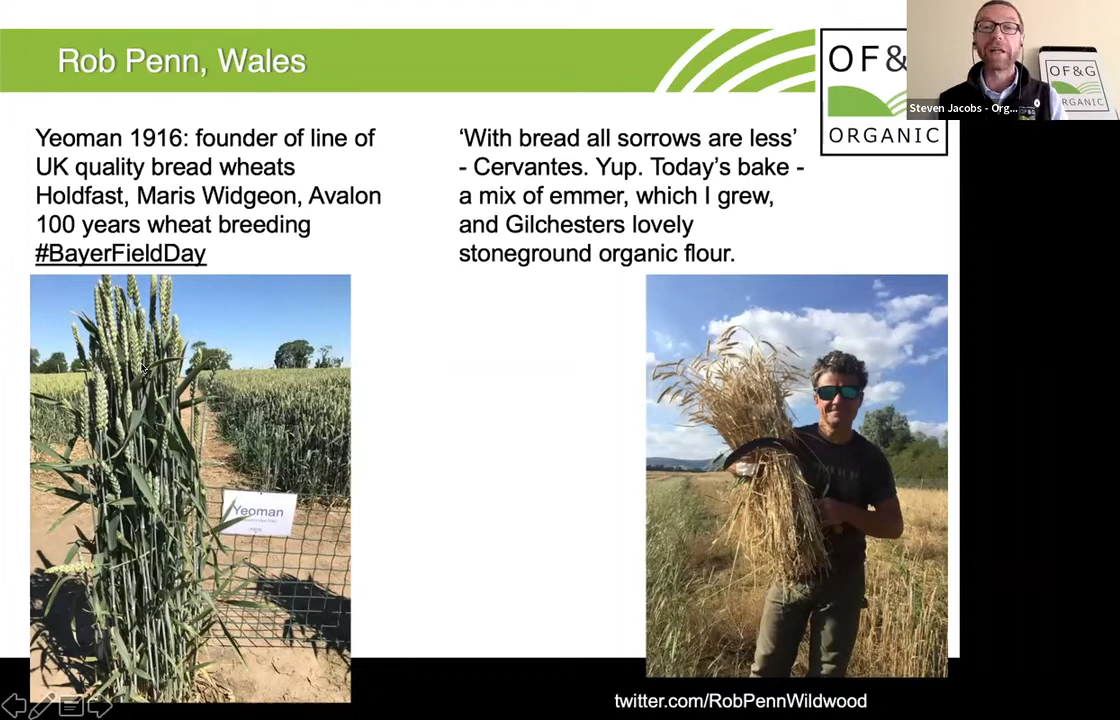 Rob Penn, Wales
OF&
ORGANIC
Yeoman 1916: founder of line of
UK quality bread wheats
Holdfast, Maris Widgeon, Avalon
100 years wheat breeding
#BayerFieldDay
‘With bread all sorrows are less’
- Cervantes. Yup. Today’s bake -
a mix of emmer, which I grew,
and Gilchesters lovely
stoneground organic flour.
OF&G
ORGANIC
Steven Jacobs - Org...
Yeoman
twitter.com/RobPennWildwood